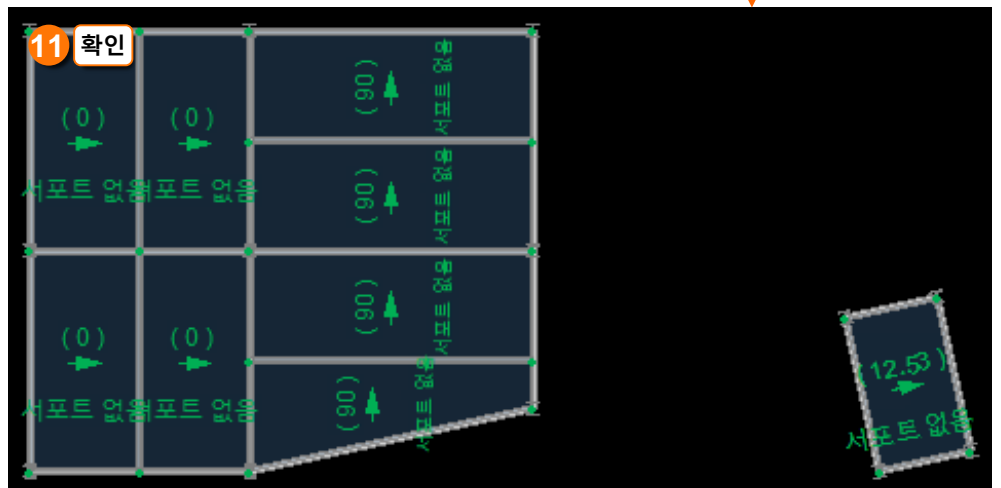 11 확인
(90)
서포트 없음
(0)
(0)
서포트 없음
서포트 없음
(90)
서포트 없음
(90)
서포트 없음
(0)
(0)
서포트 없음
서포트 없음
(90)
서포트 없음
(12.53)
서포트 없음